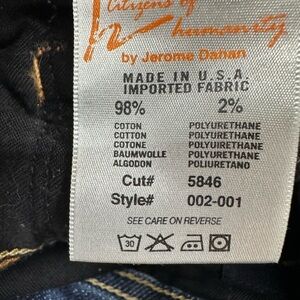 Citizens of
humanity
by Jerome Dahan
MADE IN U.S.A.
IMPORTED FABRIC
98% 2%
COTON POLYURETHANE
COTTON POLYURETHANE
COTONE POLYUIRETHANE
BAUMWOLLE POLYURETHANE
ALGODON POLIURETANO
Cut# 5846
Style# 002-001
SEE CARE ON REVERSE
30